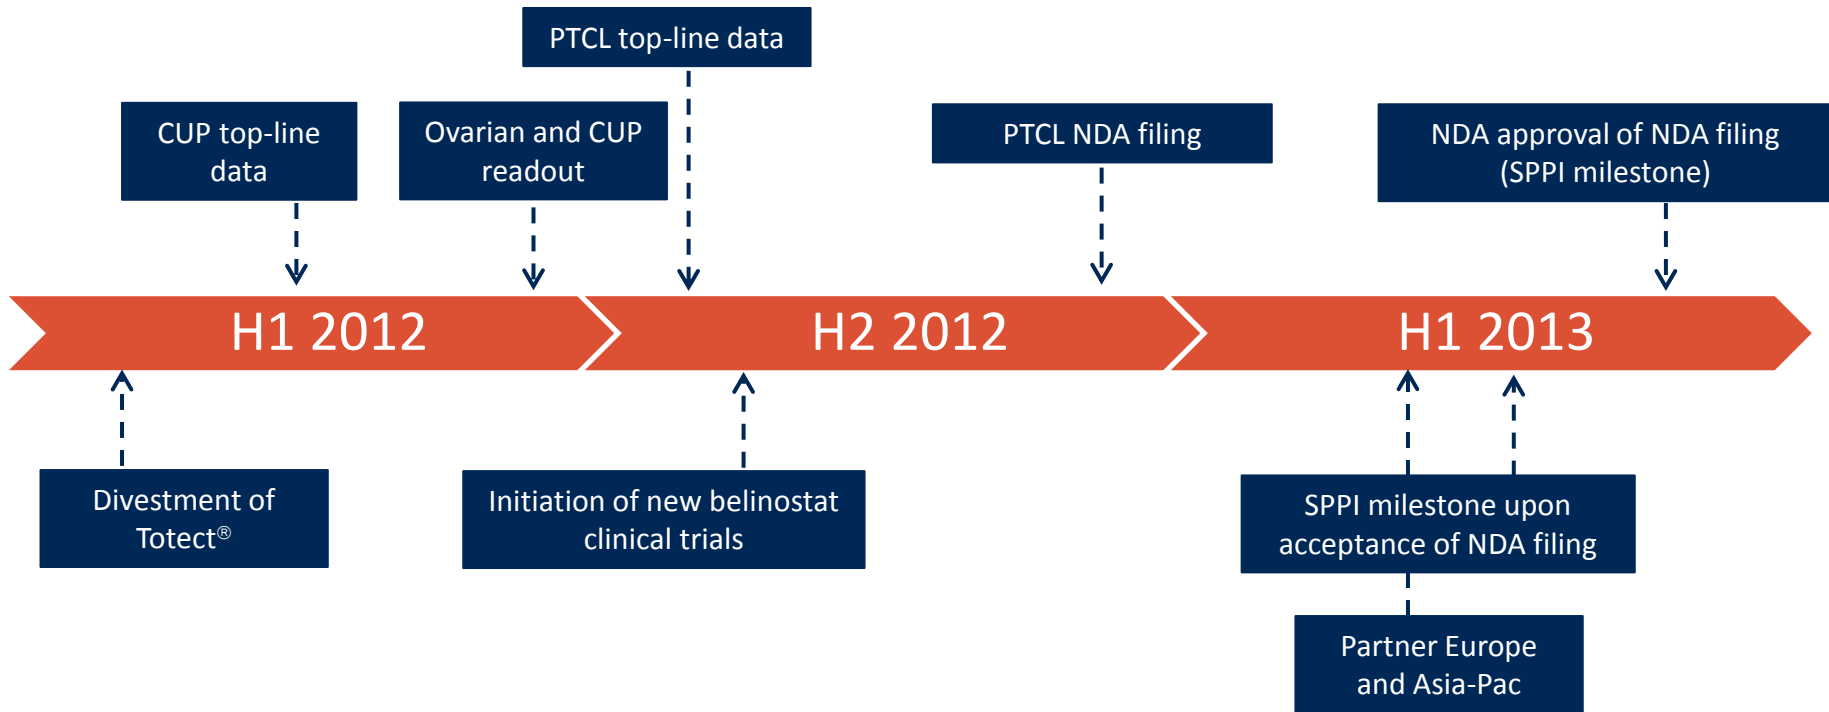 PTCL top-line data
CUP top-line
data
Ovarian and CUP
readout
PTCL NDA filing
NDA approval of NDA filing
(SPPI milestone)
H1 2012
H2 2012
H1 2013
Divestment of
Totect®
Initiation of new belinostat
clinical trials
SPPI milestone upon
acceptance of NDA filing
Partner Europe
and Asia-Pac